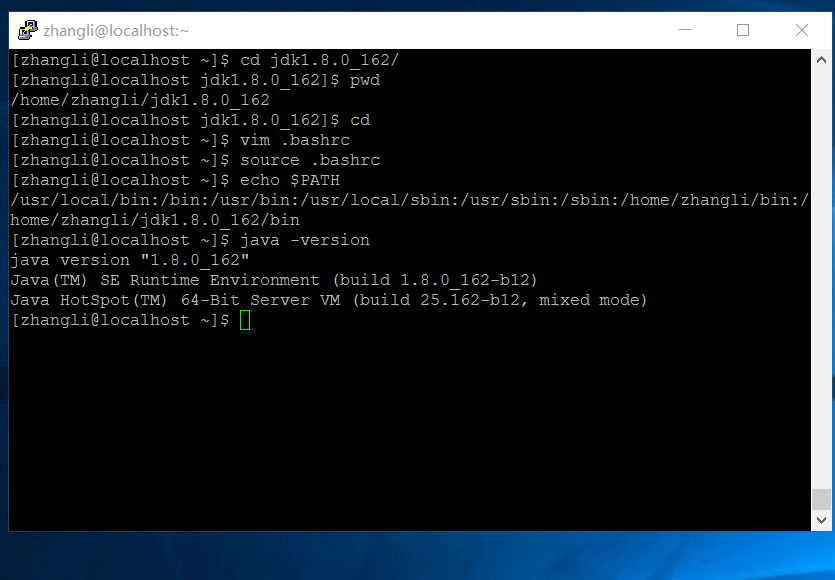 zhangli@localhost:~
[zhangli@localhost ~]$ cd jdk1.8.0_162/
[zhangli@localhost jdk1.8.0_162]$ pwd
/home/zhangli/jdk1.8.0_162
[zhangli@localhost jdk1.8.0_162]$ cd
[zhangli@localhost ~]$ vim .bashrc
[zhangli@localhost ~]$ source .bashrc
[zhangli@localhost ~]$ echo $PATH
/usr/local/bin:/bin:/usr/bin:/usr/local/sbin:/usr/sbin:/sbin:/home/zhangli/bin:/
home/zhangli/jdk1.8.0_162/bin
[zhangli@localhost ~]$ java -version
java version "1.8.0_162"
Java(TM) SE Runtime Environment (build 1.8.0_162-b12)
Java HotSpot(TM) 64-Bit Server VM (build 25.162-b12, mixed mode)
[zhangli@localhost ~]$